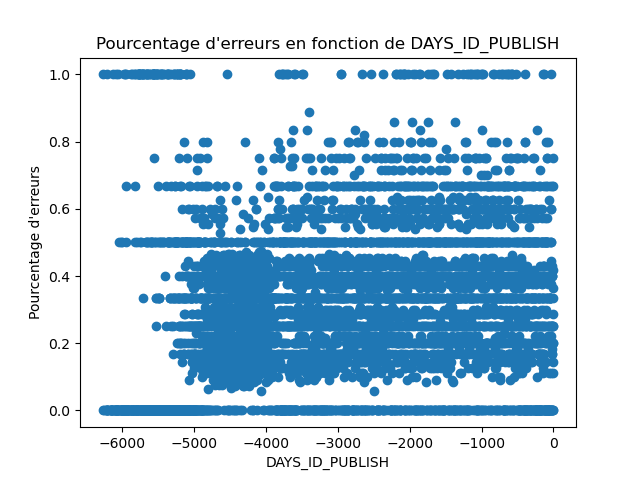 Pourcentage d'erreurs en fonction de DAYS_ID_PUBLISH
1.0
0.8
0.6
0.4
0.2
0.0
Pourcentage d'erreurs
−6000 −5000 −4000 −3000 −2000 −1000 0
DAYS_ID_PUBLISH